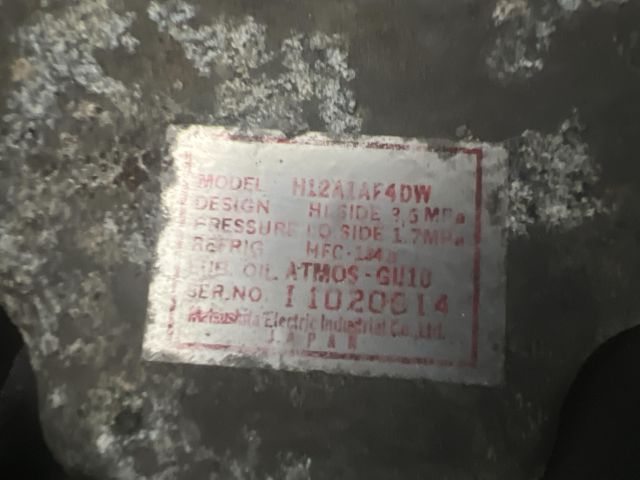 MODEL H12A1AF4DW
DESIGN HI SIDE 3.5 MPa
PRESSURE LO SIDE 1.7MPa
REFRIG HFC-134a
LUB. OIL. ATMOS-GU10
SER.NO. I1020614
Matsushita Electric Industrial Co., Ltd.
JAPAN